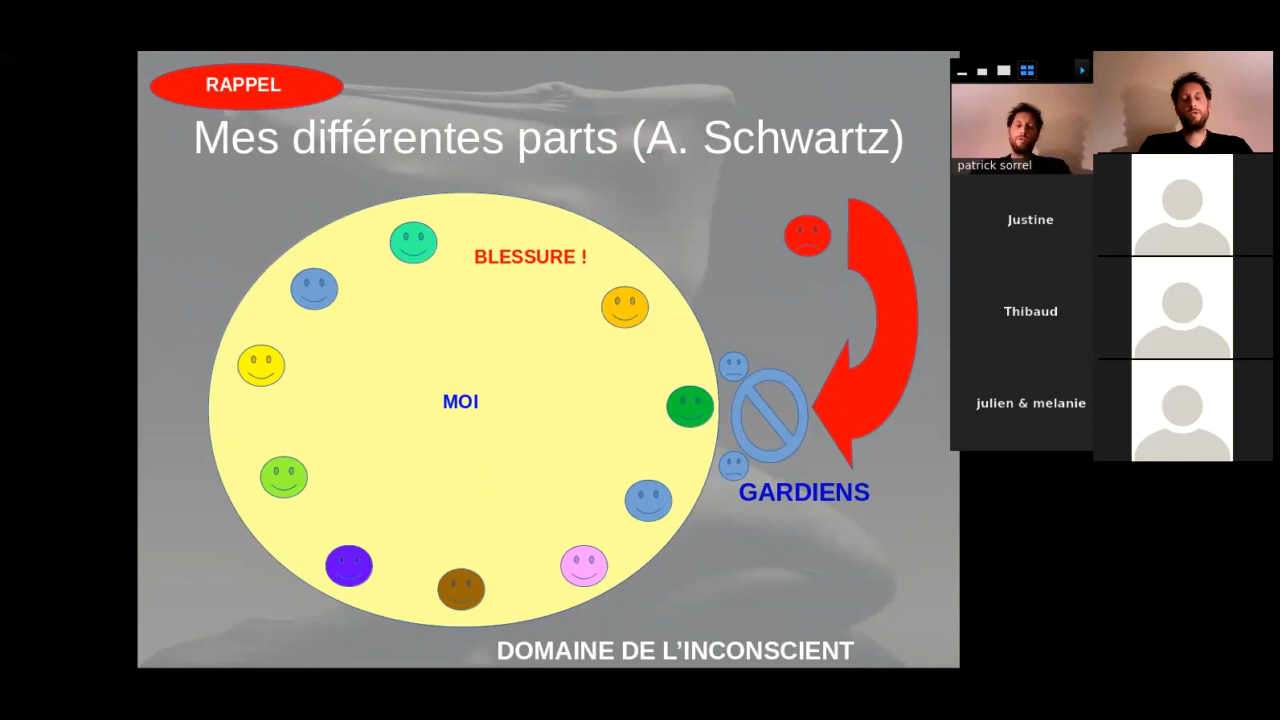 RAPPEL
Mes différentes parts (A. Schwartz)
BLESSURE !
MOI
GARDIENS
DOMAINE DE L’INCONSCIENT
patrick sorrel
Justine
Thibaud
julien & melanie